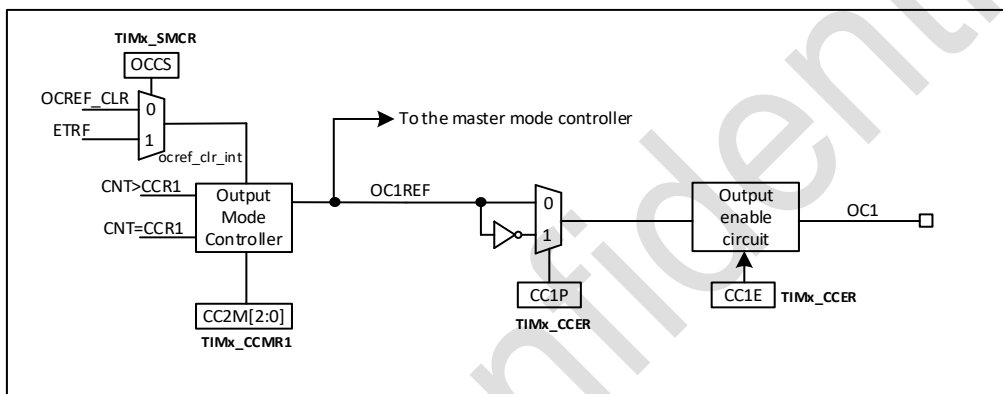 TIMx_SMCR
OCCS
OCREF_CLR
0
ETRF
1
ocref_clr_int
To the master mode controller
CNT>CCR1
CNT=CCR1
Output
Mode
Controller
OC1REF
0
1
Output
enable
circuit
OC1
CC1P
TIMx_CCER
CC1E
TIMx_CCER
CC2M[2:0]
TIMx_CCMR1
nfident